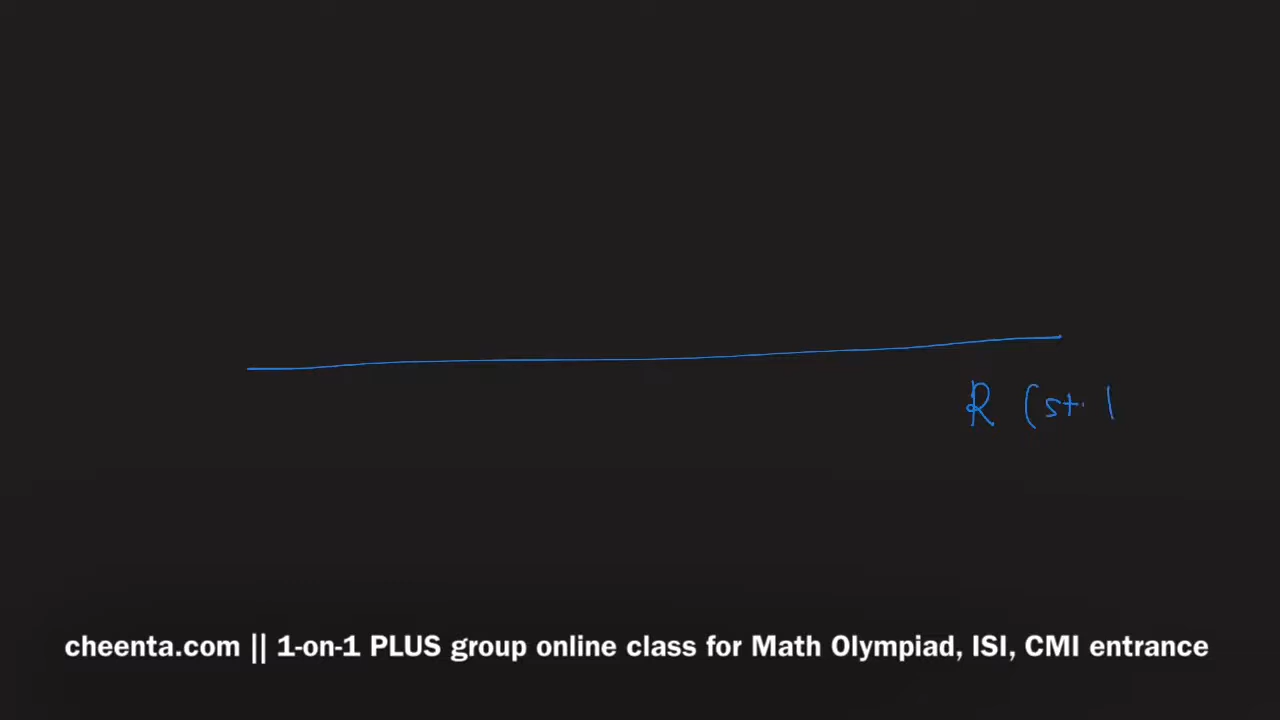 R (st. l
cheenta.com || 1-on-1 PLUS group online class for Math Olympiad, ISI, CMI entrance